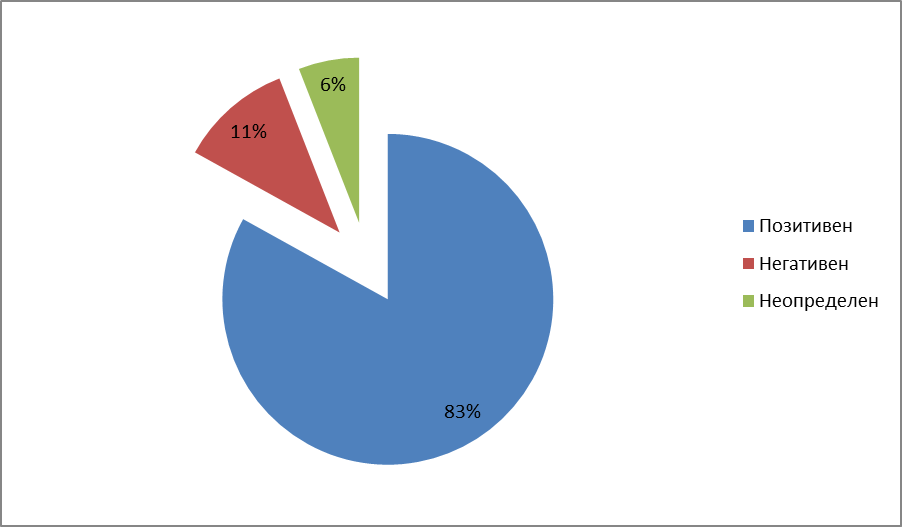 6%
11%
Позитивен
Негативен
Неопределен
83%